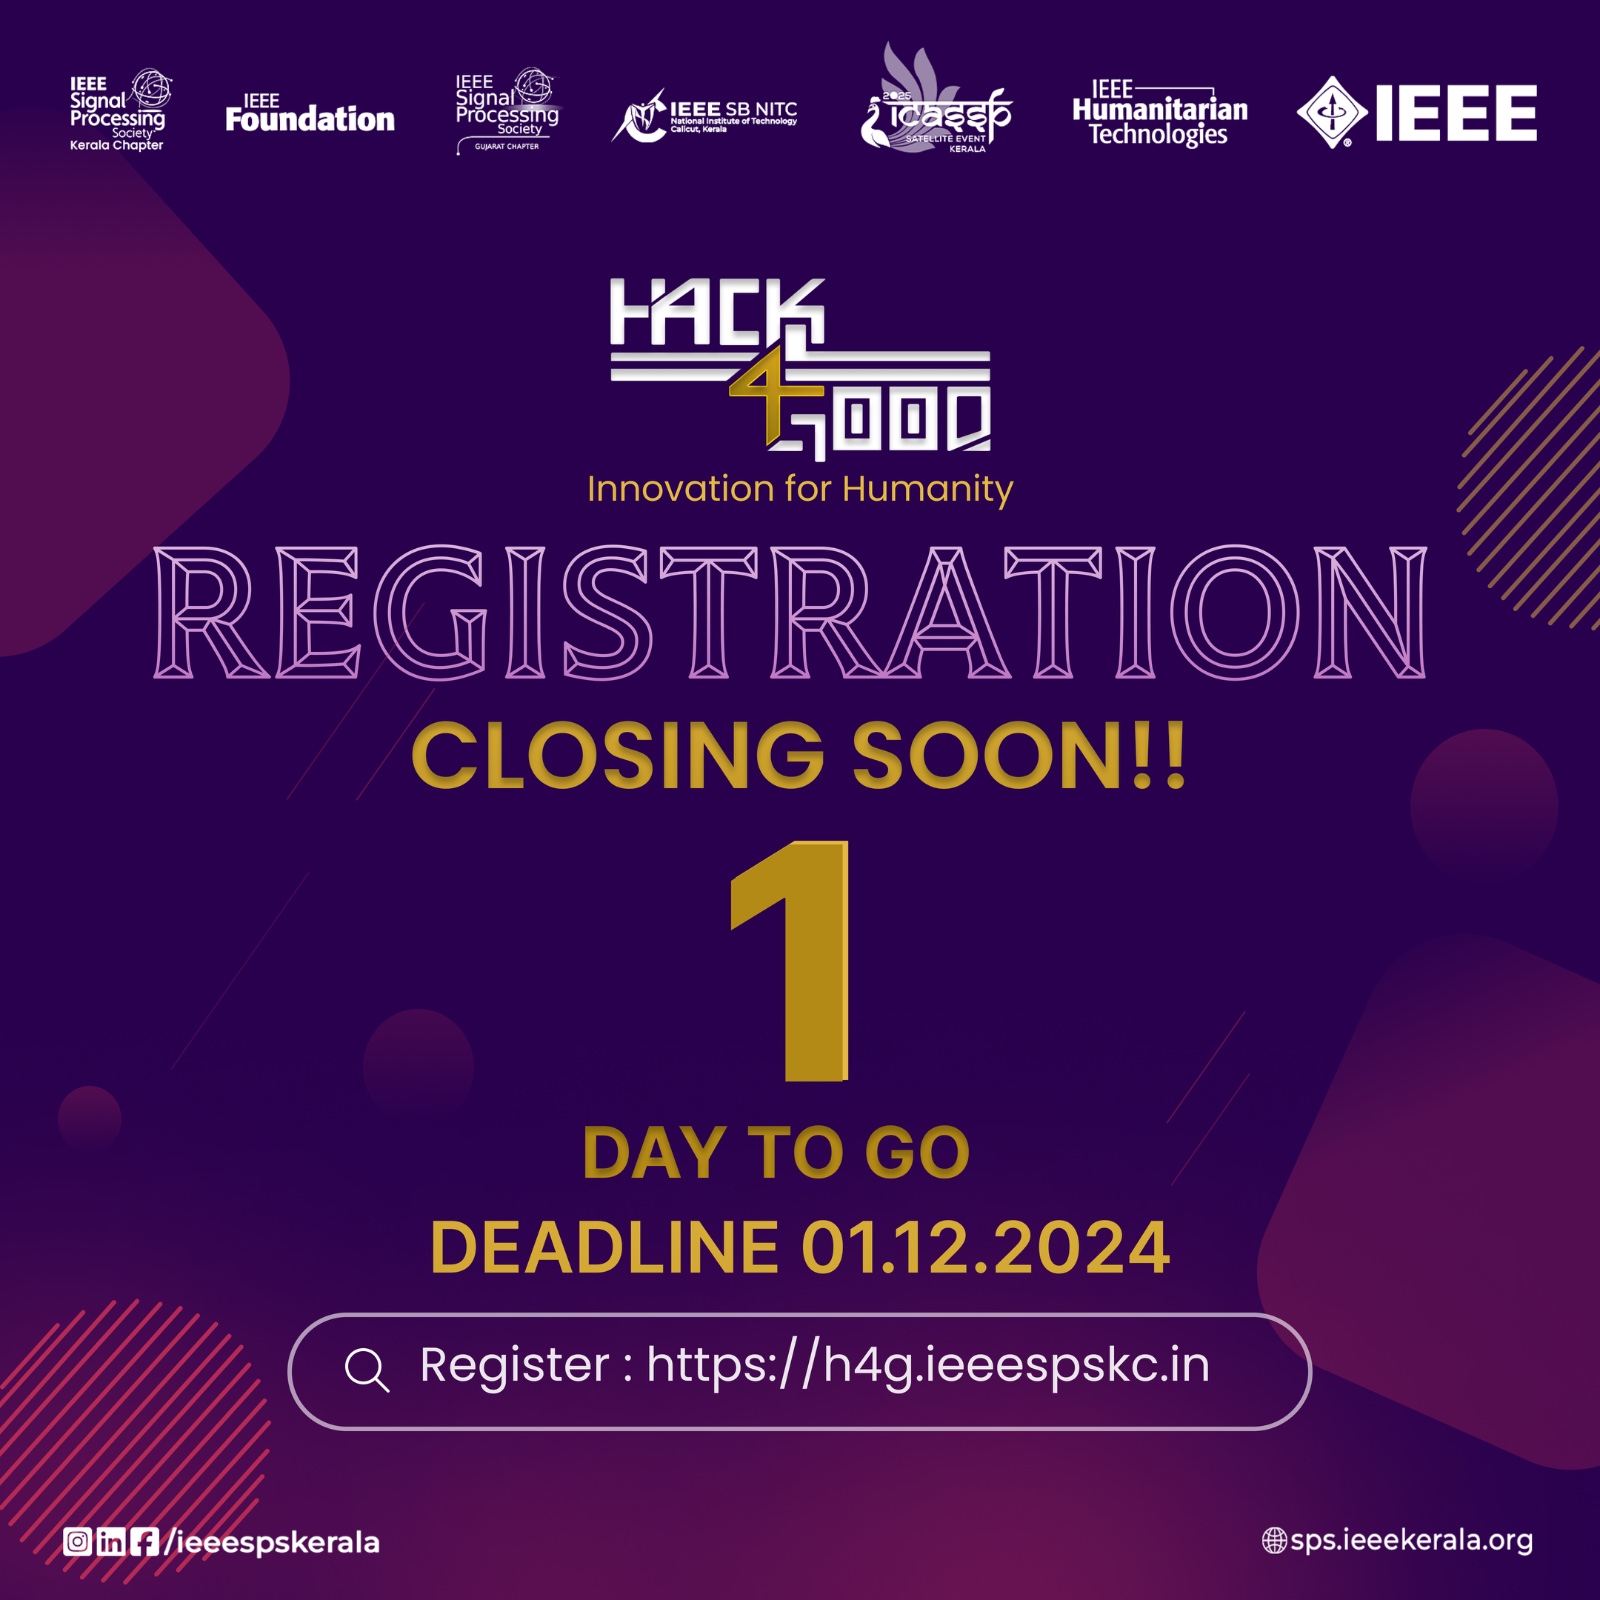 IEEE
Signal
Processing
Society
Kerala Chapter
IEEE
Foundation
IEEE
Signal
Processing
Society
GUJARAT CHAPTER
IEEE SB NITC
National Institute of Technology
Calicut, Kerala
2025
icassp
SATELLITE EVENT
KERALA
IEEE
Humanitarian
Technologies
IEEE
HACK
4
GOOD
Innovation for Humanity
REGISTRATION
CLOSING SOON!!
1
DAY TO GO
DEADLINE 01.12.2024
Register : https://h4g.ieeespskc.in
/ieeespskerala
sps.ieeekerala.org